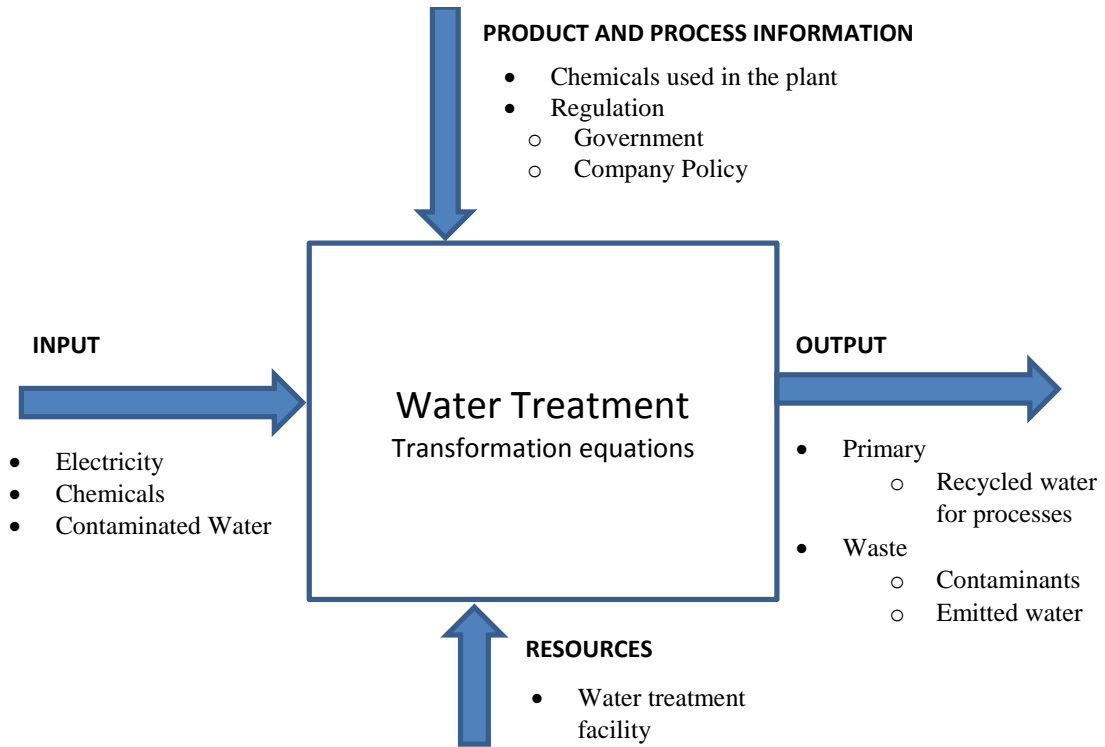 PRODUCT AND PROCESS INFORMATION
• Chemicals used in the plant
• Regulation
o Government
o Company Policy
INPUT
• Electricity
• Chemicals
• Contaminated Water
Water Treatment
Transformation equations
OUTPUT
• Primary
o Recycled water
for processes
• Waste
o Contaminants
o Emitted water
RESOURCES
• Water treatment
facility